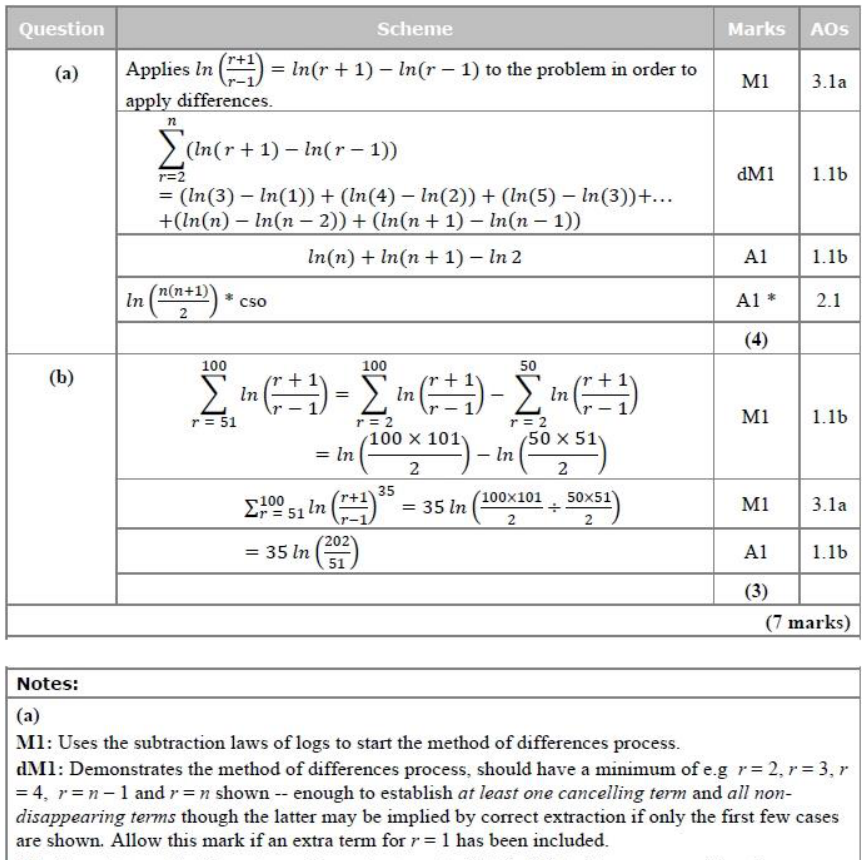 Question Scheme Marks AOs
(a) Applies ln ((r+1)/(r−1)) = ln(r + 1) − ln(r − 1) to the problem in order to M1 3.1a
apply differences.
∑_{r=2}^{n} (ln(r + 1) − ln(r − 1)) dM1 1.1b
= (ln(3) − ln(1)) + (ln(4) − ln(2)) + (ln(5) − ln(3))+...
+(ln(n) − ln(n − 2)) + (ln(n + 1) − ln(n − 1))
ln(n) + ln(n + 1) − ln 2 A1 1.1b
ln (n(n+1)/2) * cso A1 * 2.1
(4)
(b) ∑_{r = 51}^{100} ln ((r + 1)/(r − 1)) = ∑_{r = 2}^{100} ln ((r + 1)/(r − 1)) − ∑_{r = 2}^{50} ln ((r + 1)/(r − 1)) M1 1.1b
= ln ((100 × 101)/2) − ln ((50 × 51)/2)
∑_{r = 51}^{100} ln ((r+1)/(r−1))^35 = 35 ln ((100×101)/2 ÷ (50×51)/2) M1 3.1a
= 35 ln (202/51) A1 1.1b
(3)
(7 marks)
Notes:
(a)
M1: Uses the subtraction laws of logs to start the method of differences process.
dM1: Demonstrates the method of differences process, should have a minimum of e.g r = 2, r = 3, r
= 4, r = n − 1 and r = n shown -- enough to establish at least one cancelling term and all non-
disappearing terms though the latter may be implied by correct extraction if only the first few cases
are shown. Allow this mark if an extra term for r = 1 has been included.